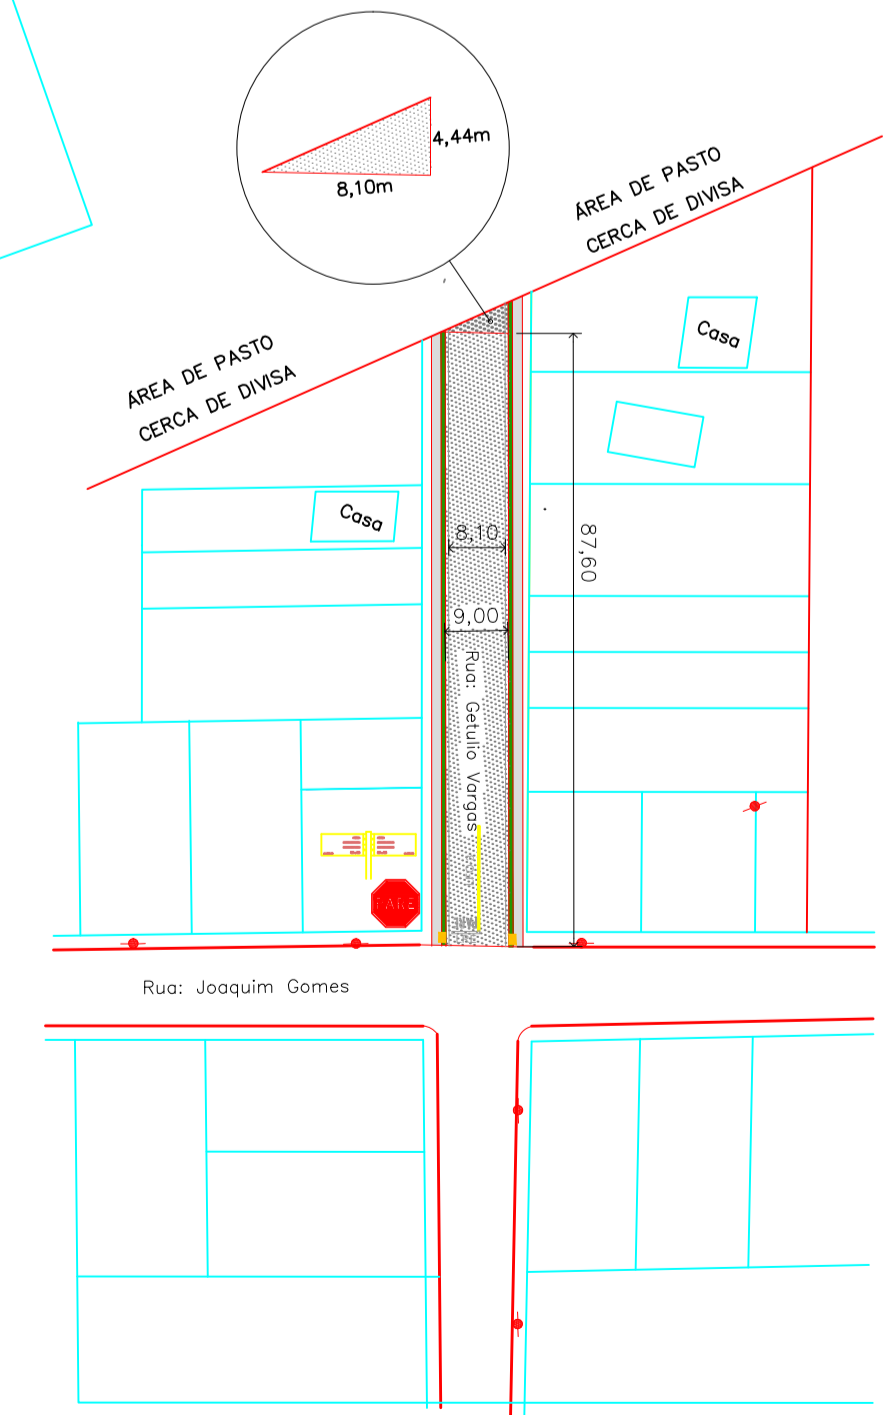 4,44m
8,10m
ÁREA DE PASTO
CERCA DE DIVISA
Casa
ÁREA DE PASTO
CERCA DE DIVISA
Casa
8,10
87,60
9,00
Rua: Getulio Vargas
PARE
Rua: Joaquim Gomes